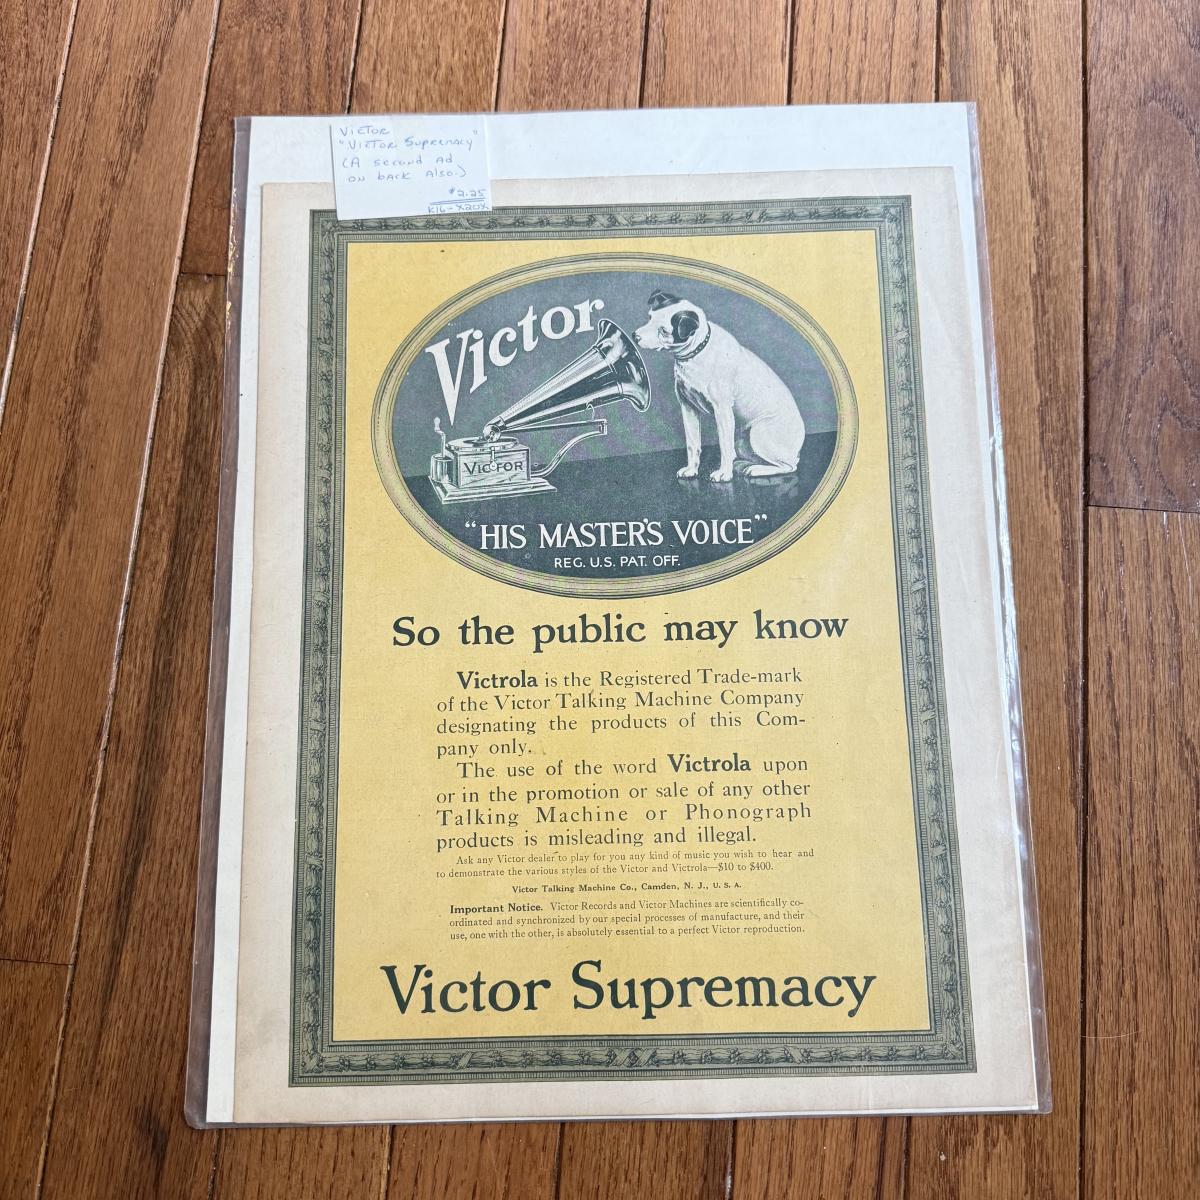 Victor
"Victor Supremacy"
(A second Ad
on back Also.)
$2.25
K16-X20X
Victor
VICTOR
"HIS MASTER'S VOICE"
REG. U.S. PAT. OFF.
So the public may know
Victrola is the Registered Trade-mark
of the Victor Talking Machine Company
designating the products of this Com-
pany only.
The use of the word Victrola upon
or in the promotion or sale of any other
Talking Machine or Phonograph
products is misleading and illegal.
Ask any Victor dealer to play for you any kind of music you wish to hear and
to demonstrate the various styles of the Victor and Victrola—$10 to $400.
Victor Talking Machine Co., Camden, N. J., U. S. A.
Important Notice. Victor Records and Victor Machines are scientifically co-
ordinated and synchronized by our special processes of manufacture, and their
use, one with the other, is absolutely essential to a perfect Victor reproduction.
Victor Supremacy